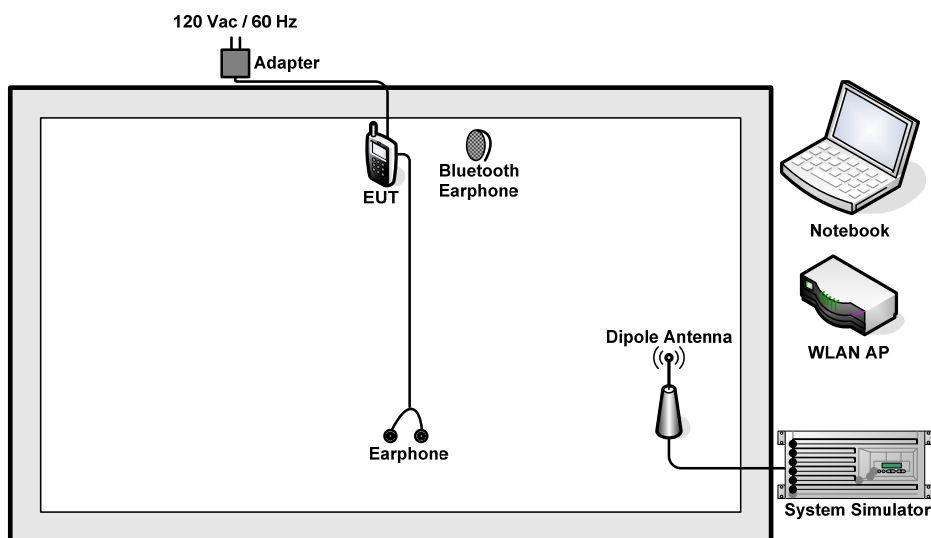 120 Vac / 60 Hz
Adapter
EUT
Bluetooth
Earphone
Notebook
WLAN AP
Dipole Antenna
Earphone
System Simulator